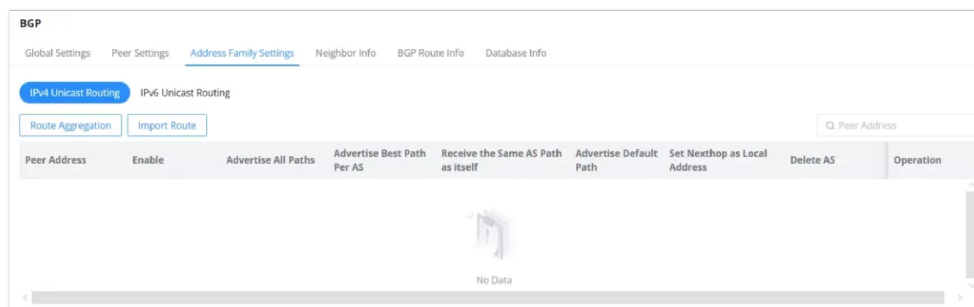 BGP
Global Settings Peer Settings Address Family Settings Neighbor Info BGP Route Info Database Info
IPv4 Unicast Routing IPv6 Unicast Routing
Route Aggregation Import Route Peer Address
Peer Address Enable Advertise All Paths Advertise Best Path Per AS Receive the Same AS Path as itself Advertise Default Path Set Nexthop as Local Address Delete AS Operation
No Data